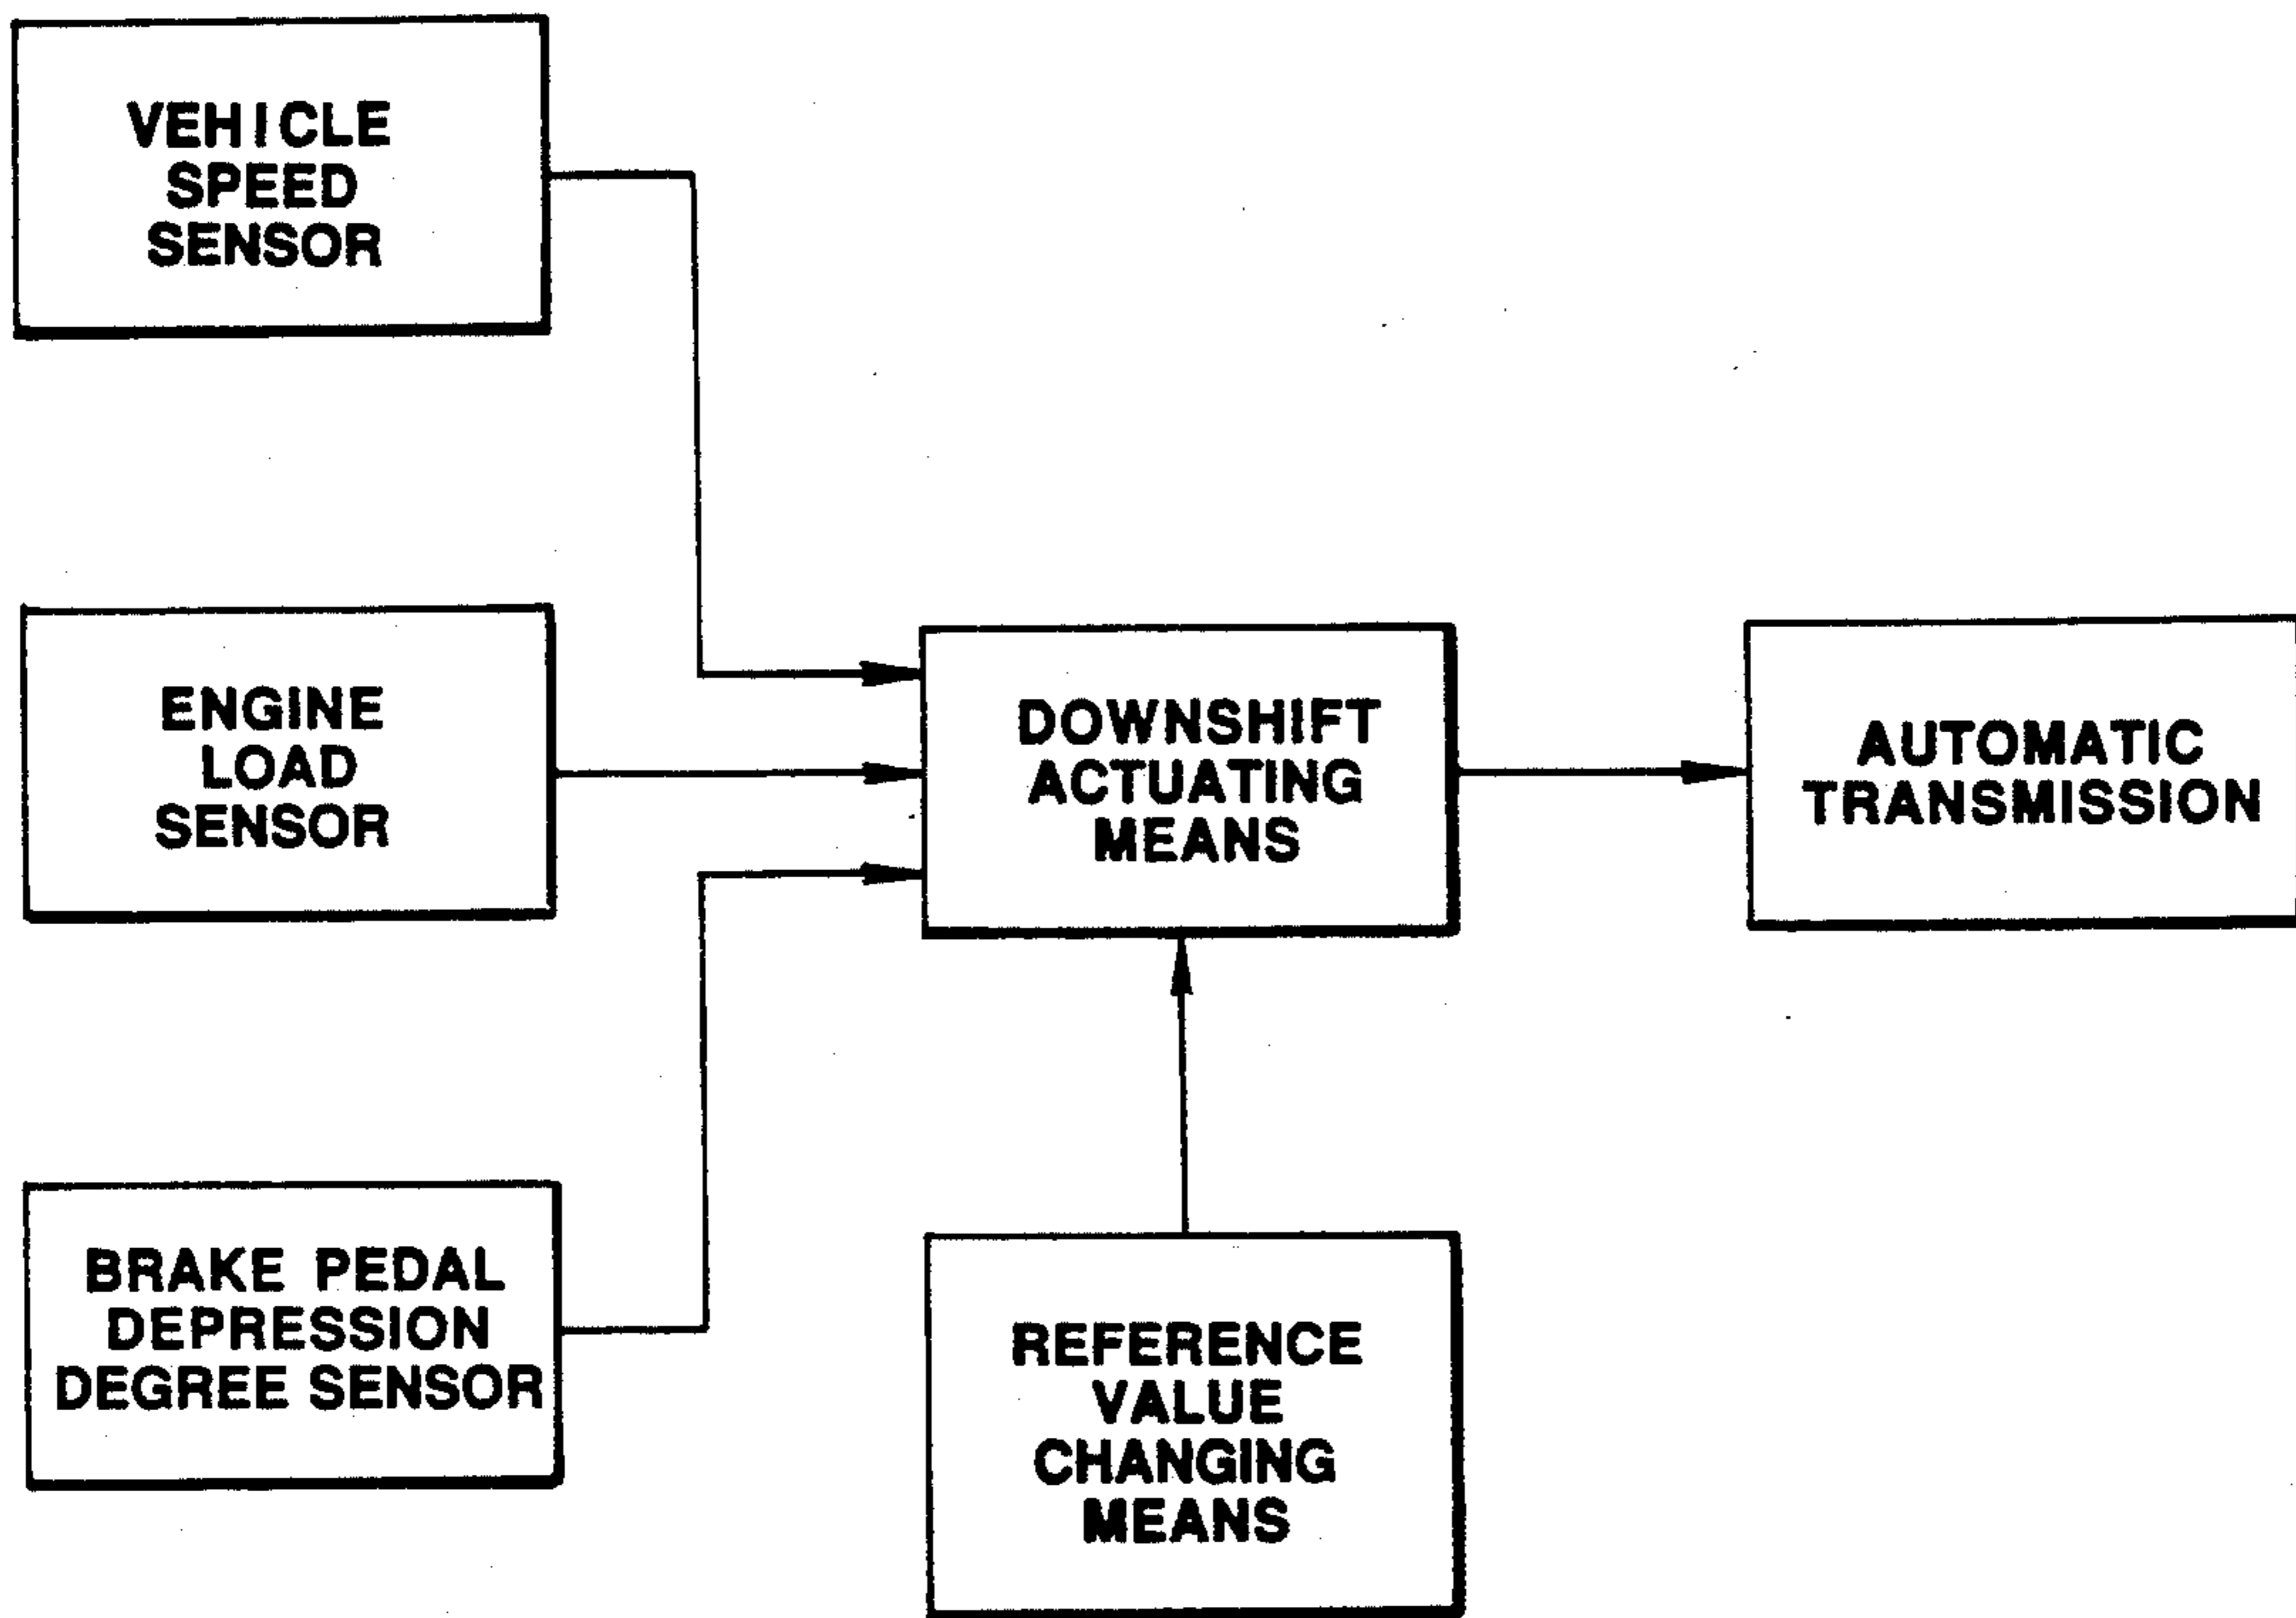 VEHICLE
SPEED
SENSOR
ENGINE
LOAD
SENSOR
BRAKE PEDAL
DEPRESSION
DEGREE SENSOR
DOWNSHIFT
ACTUATING
MEANS
REFERENCE
VALUE
CHANGING
MEANS
AUTOMATIC
TRANSMISSION